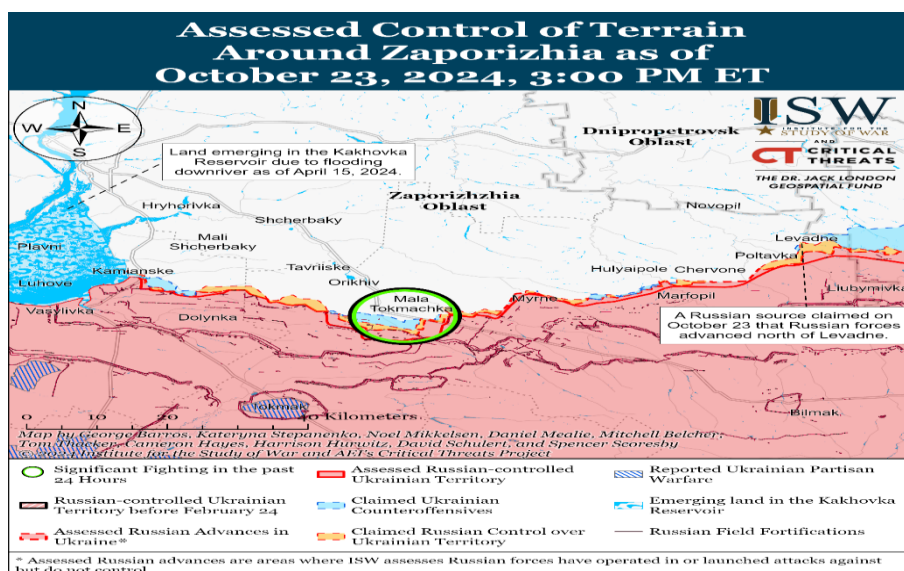 Assessed Control of Terrain
Around Zaporizhia as of
October 23, 2024, 3:00 PM ET
N
W
E
S
Land emerging in the Kakhovka
Reservoir due to flooding
downriver as of April 15, 2024.
ISW
INSTITUTE FOR THE
STUDY OF WAR
AND
CT CRITICAL
THREATS
THE DR. JACK LONDON
GEOSPATIAL FUND
Dnipropetrovsk
Oblast
Zaporizhzhia
Oblast
Hryhorivka
Shcherbaky
Novopil
Plavni
Mali
Shcherbaky
Levadne
Poltavka
Kamianske
Tavriiske
Orikhiv
Hulyaipole
Chervone
Luhove
Liubymivka
Vasylivka
Dolynka
Mala
Tokmachka
Myrne
Marfopil
A Russian source claimed on
October 23 that Russian forces
advanced north of Levadne.
Tokmak
Bilmak
0 10 20 40 Kilometers
Map by George Barros, Kateryna Stepanenko, Noel Mikkelsen, Daniel Mealie, Mitchell Belcher,
Tom Thacker, Cameron Hayes, Harrison Hurwitz, David Schulert, and Spencer Scoresby
© 2024 Institute for the Study of War and AEI's Critical Threats Project
Significant Fighting in the past
24 Hours
Assessed Russian-controlled
Ukrainian Territory
Reported Ukrainian Partisan
Warfare
Russian-controlled Ukrainian
Territory before February 24
Claimed Ukrainian
Counteroffensives
Emerging land in the Kakhovka
Reservoir
Assessed Russian Advances in
Ukraine*
Claimed Russian Control over
Ukrainian Territory
Russian Field Fortifications
* Assessed Russian advances are areas where ISW assesses Russian forces have operated in or launched attacks against
but do not control.